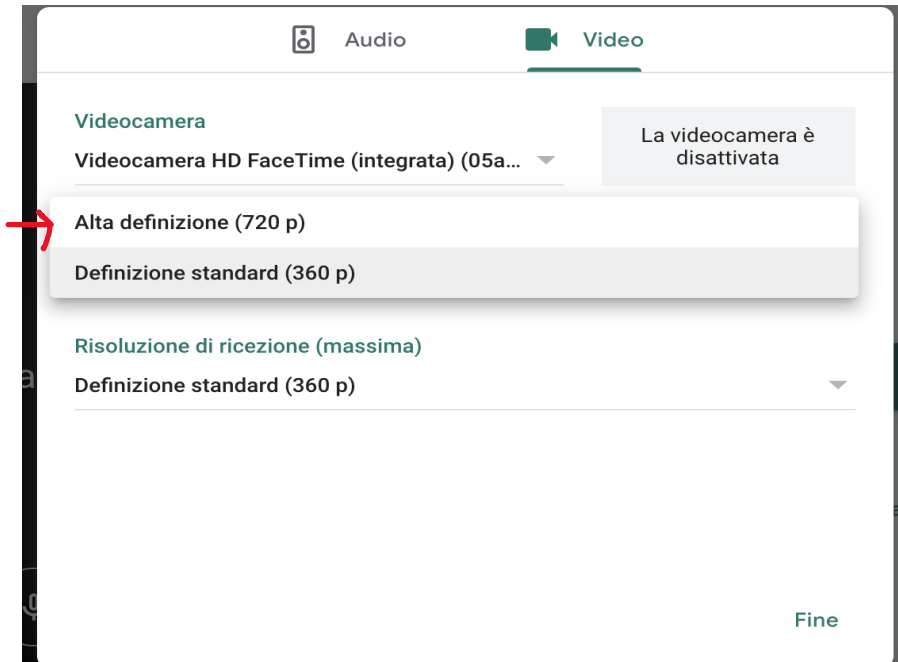 Audio
Video
Videocamera
Videocamera HD FaceTime (integrata) (05a...
La videocamera è
disattivata
Alta definizione (720 p)
Definizione standard (360 p)
Risoluzione di ricezione (massima)
Definizione standard (360 p)
Fine